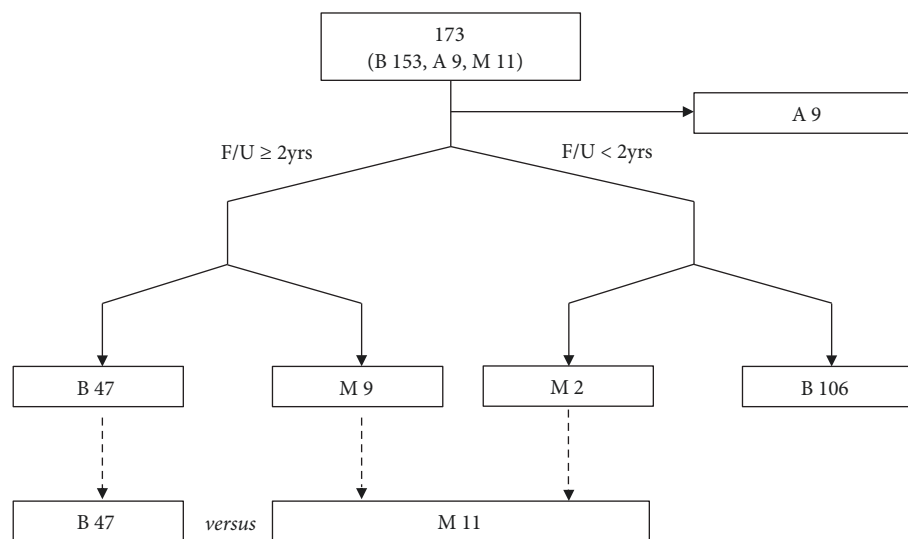 173
(B 153, A 9, M 11)
A 9
F/U ≥ 2yrs
F/U < 2yrs
B 47
M 9
M 2
B 106
B 47
versus
M 11